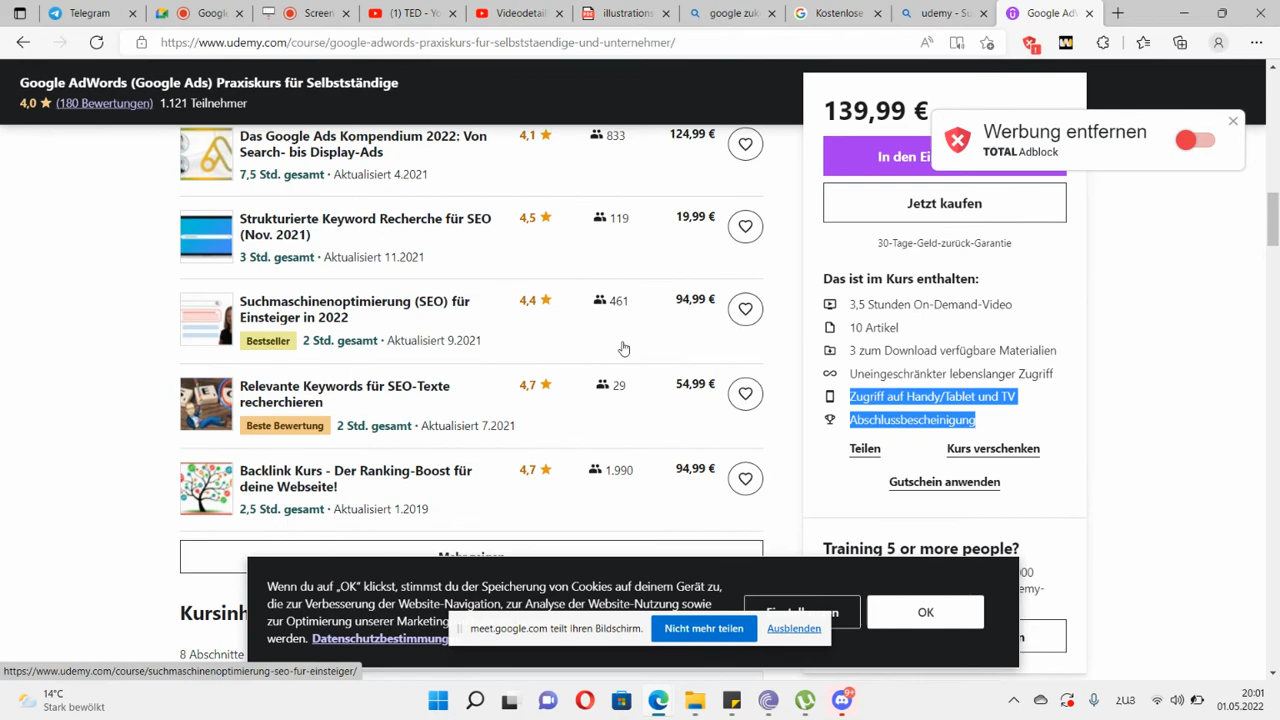 Telegram
Google
Screen
(1) TED - Yo
Videodetail
illustrations
google zuk
Kostenlose
udemy - Su
Google Ad
https://www.udemy.com/course/google-adwords-praxiskurs-fur-selbststaendige-und-unternehmer/
Google AdWords (Google Ads) Praxiskurs für Selbstständige
4,0 (180 Bewertungen) 1.121 Teilnehmer
Das Google Ads Kompendium 2022: Von
Search- bis Display-Ads
4,1 833 124,99 €
7,5 Std. gesamt · Aktualisiert 4.2021
Strukturierte Keyword Recherche für SEO
(Nov. 2021)
4,5 119 19,99 €
3 Std. gesamt · Aktualisiert 11.2021
Suchmaschinenoptimierung (SEO) für
Einsteiger in 2022
4,4 461 94,99 €
Bestseller 2 Std. gesamt · Aktualisiert 9.2021
Relevante Keywords für SEO-Texte
recherchieren
4,7 29 54,99 €
Beste Bewertung 2 Std. gesamt · Aktualisiert 7.2021
Backlink Kurs - Der Ranking-Boost für
deine Webseite!
4,7 1.990 94,99 €
2,5 Std. gesamt · Aktualisiert 1.2019
Kursinh
8 Abschnitte
139,99 €
In den Ei
Werbung entfernen
TOTAL Adblock
Jetzt kaufen
30-Tage-Geld-zurück-Garantie
Das ist im Kurs enthalten:
3,5 Stunden On-Demand-Video
10 Artikel
3 zum Download verfügbare Materialien
Uneingeschränkter lebenslanger Zugriff
Zugriff auf Handy/Tablet und TV
Abschlussbescheinigung
Teilen Kurs verschenken
Gutschein anwenden
Training 5 or more people?
Wenn du auf „OK" klickst, stimmst du der Speicherung von Cookies auf deinem Gerät zu,
die zur Verbesserung der Website-Navigation, zur Analyse der Website-Nutzung sowie
zur Optimierung unserer Marketing
werden. Datenschutzbestimmung
OK
meet.google.com teilt Ihren Bildschirm.
Nicht mehr teilen
Ausblenden
https://www.udemy.com/course/suchmaschinenoptimierung-seo-fur-einsteiger/
14°C
Stark bewölkt
20:01
01.05.2022